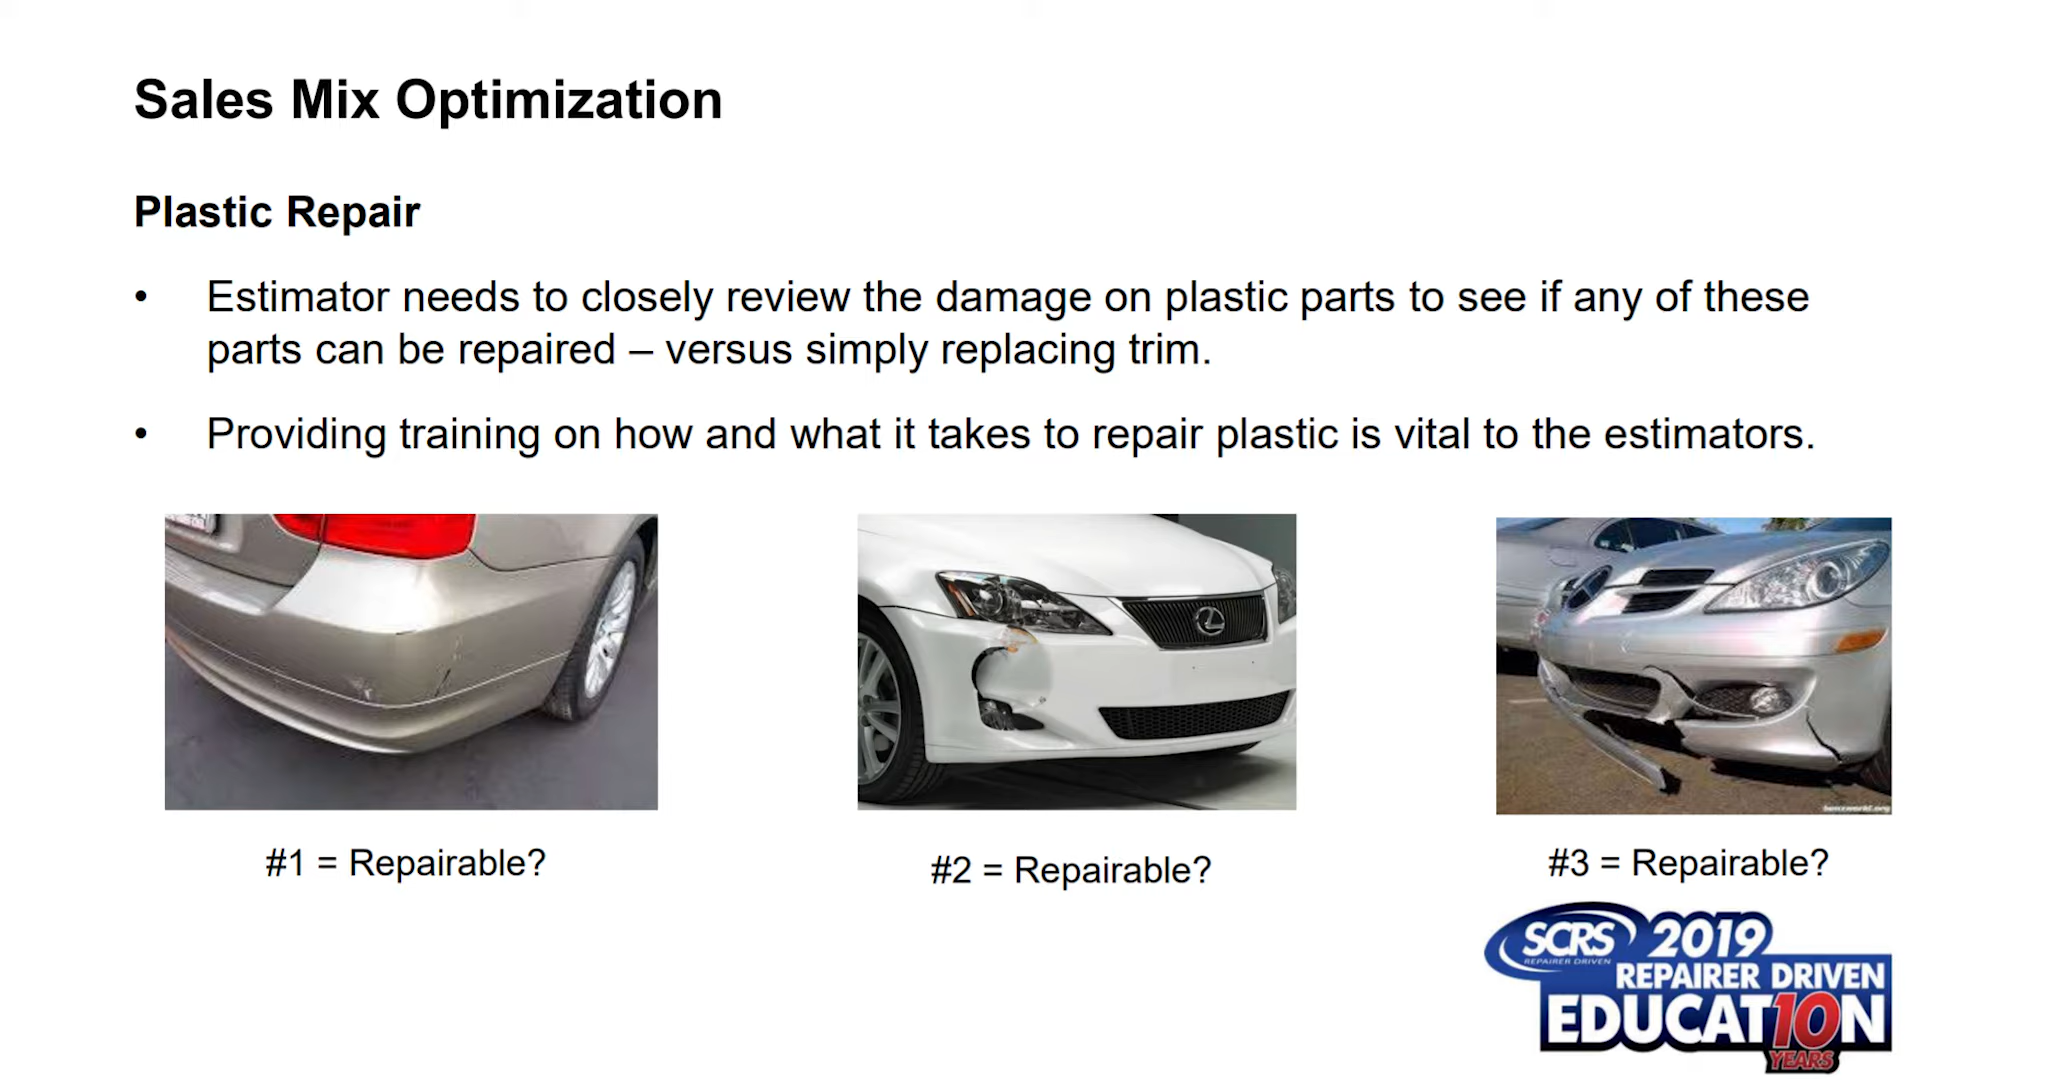 Sales Mix Optimization
Plastic Repair
• Estimator needs to closely review the damage on plastic parts to see if any of these
parts can be repaired – versus simply replacing trim.
• Providing training on how and what it takes to repair plastic is vital to the estimators.
#1 = Repairable?
#2 = Repairable?
#3 = Repairable?
SCRS 2019
REPAIRER DRIVEN
REPAIRER DRIVEN
EDUCAT10N
YEARS